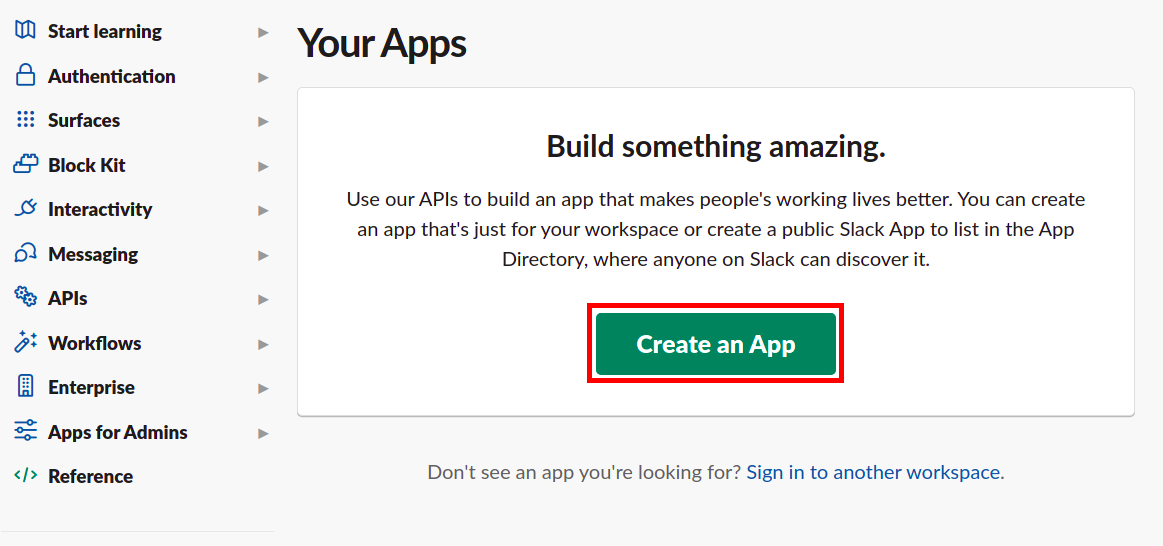 Start learning
Authentication
Surfaces
Block Kit
Interactivity
Messaging
APIs
Workflows
Enterprise
Apps for Admins
Reference
Your Apps
Build something amazing.
Use our APIs to build an app that makes people's working lives better. You can create
an app that's just for your workspace or create a public Slack App to list in the App
Directory, where anyone on Slack can discover it.
Create an App
Don't see an app you're looking for? Sign in to another workspace.